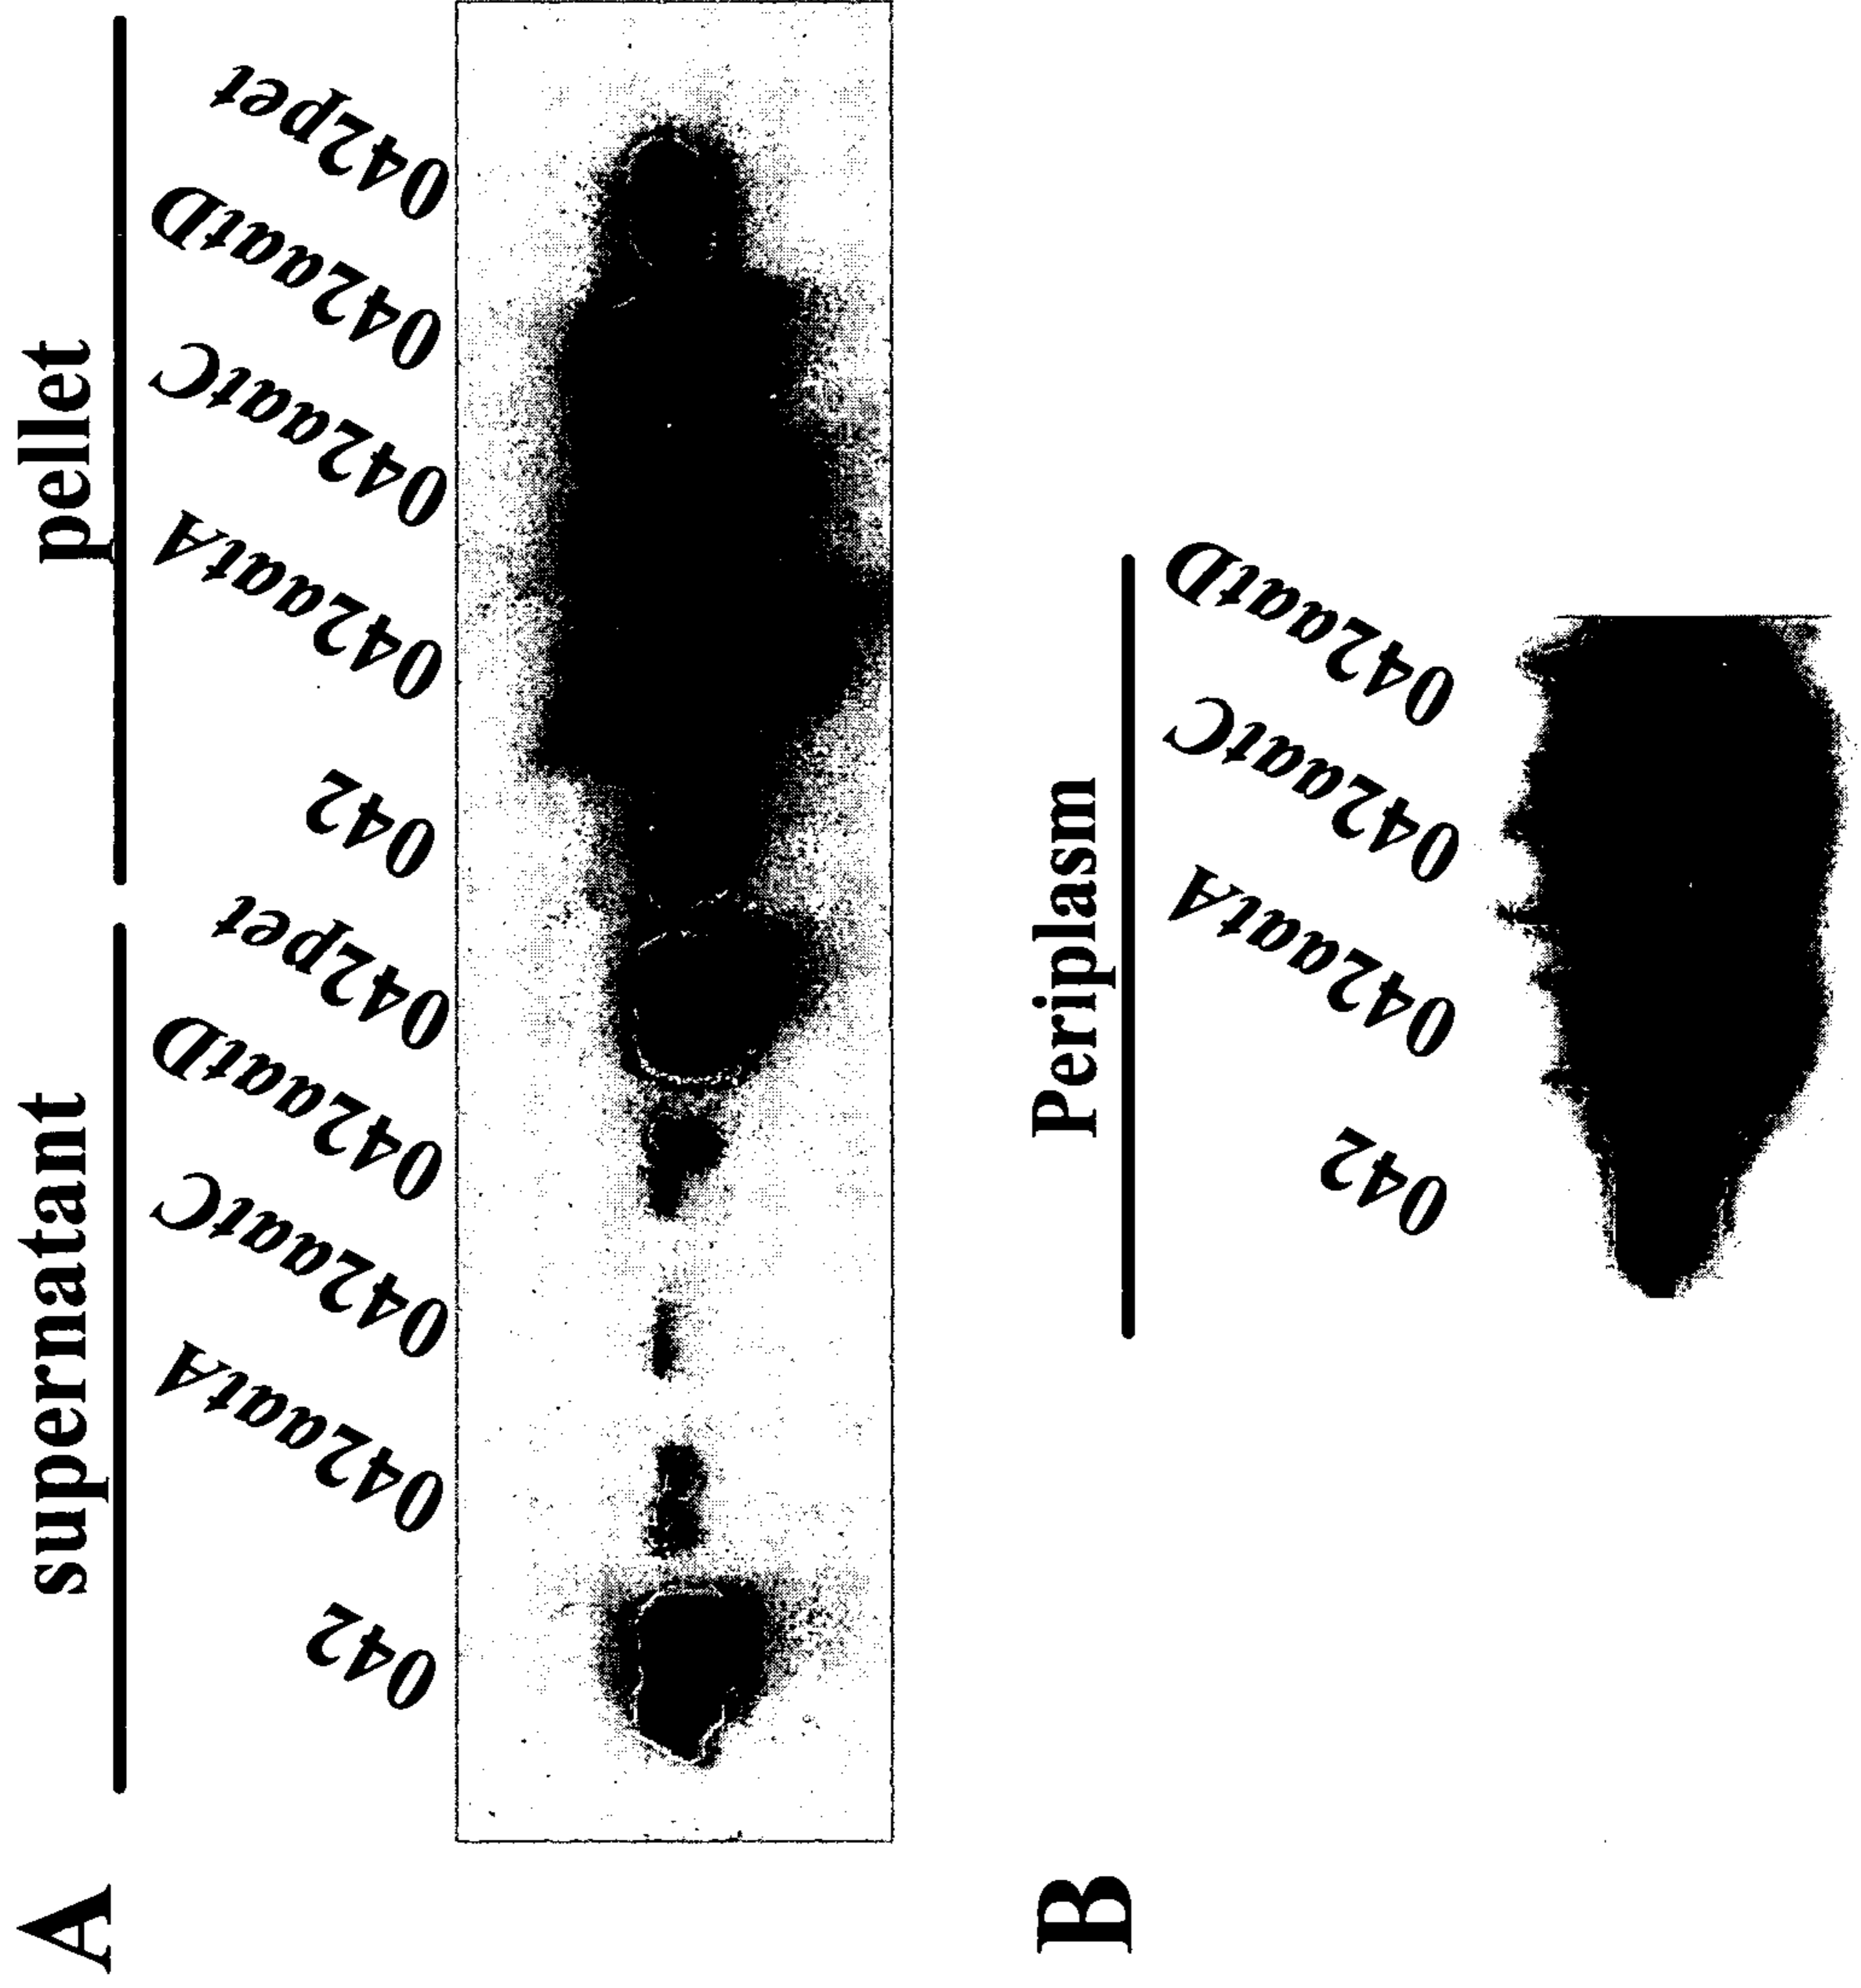 A
supernatant pellet
042 042aatA 042aatC 042aatD 042pet 042 042aatA 042aatC 042aatD 042pet
B
Periplasm
042 042aatA 042aatC 042aatD